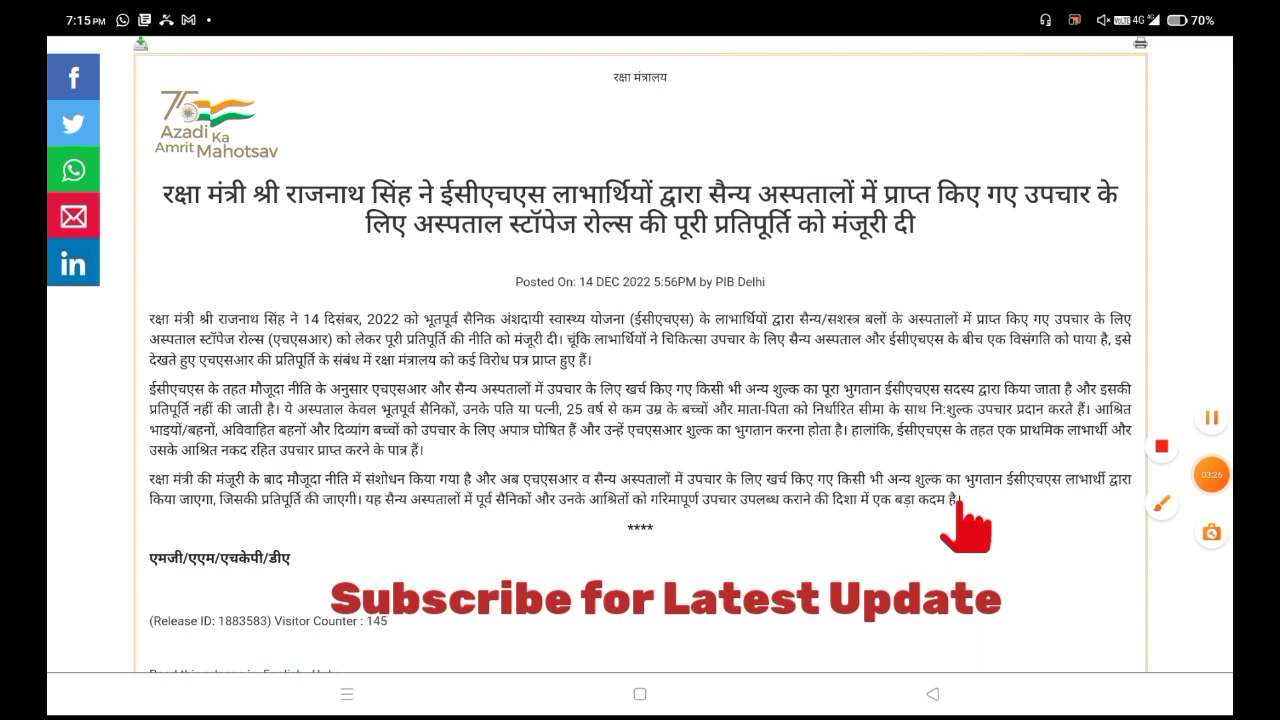 7:15 PM
4G 70%
रक्षा मंत्रालय
75
Azadi Ka
Amrit Mahotsav
रक्षा मंत्री श्री राजनाथ सिंह ने ईसीएचएस लाभार्थियों द्वारा सैन्य अस्पतालों में प्राप्त किए गए उपचार के
लिए अस्पताल स्टॉपेज रोल्स की पूरी प्रतिपूर्ति को मंजूरी दी
Posted On: 14 DEC 2022 5:56PM by PIB Delhi
रक्षा मंत्री श्री राजनाथ सिंह ने 14 दिसंबर, 2022 को भूतपूर्व सैनिक अंशदायी स्वास्थ्य योजना (ईसीएचएस) के लाभार्थियों द्वारा सैन्य/सशस्त्र बलों के अस्पतालों में प्राप्त किए गए उपचार के लिए
अस्पताल स्टॉपेज रोल्स (एचएसआर) को लेकर पूरी प्रतिपूर्ति की नीति को मंजूरी दी। चूंकि लाभार्थियों ने चिकित्सा उपचार के लिए सैन्य अस्पताल और ईसीएचएस के बीच एक विसंगति को पाया है, इसे
देखते हुए एचएसआर की प्रतिपूर्ति के संबंध में रक्षा मंत्रालय को कई विरोध पत्र प्राप्त हुए हैं।
ईसीएचएस के तहत मौजूदा नीति के अनुसार एचएसआर और सैन्य अस्पतालों में उपचार के लिए खर्च किए गए किसी भी अन्य शुल्क का पूरा भुगतान ईसीएचएस सदस्य द्वारा किया जाता है और इसकी
प्रतिपूर्ति नहीं की जाती है। ये अस्पताल केवल भूतपूर्व सैनिकों, उनके पति या पत्नी, 25 वर्ष से कम उम्र के बच्चों और माता-पिता को निर्धारित सीमा के साथ नि:शुल्क उपचार प्रदान करते हैं। आश्रित
भाइयों/बहनों, अविवाहित बहनों और दिव्यांग बच्चों को उपचार के लिए अपात्र घोषित हैं और उन्हें एचएसआर शुल्क का भुगतान करना होता है। हालांकि, ईसीएचएस के तहत एक प्राथमिक लाभार्थी और
उसके आश्रित नकद रहित उपचार प्राप्त करने के पात्र हैं।
रक्षा मंत्री की मंजूरी के बाद मौजूदा नीति में संशोधन किया गया है और अब एचएसआर व सैन्य अस्पतालों में उपचार के लिए खर्च किए गए किसी भी अन्य शुल्क का भुगतान ईसीएचएस लाभार्थी द्वारा
किया जाएगा, जिसकी प्रतिपूर्ति की जाएगी। यह सैन्य अस्पतालों में पूर्व सैनिकों और उनके आश्रितों को गरिमापूर्ण उपचार उपलब्ध कराने की दिशा में एक बड़ा कदम है।
03:26
****
एमजी/एएम/एचकेपी/डीए
Subscribe for Latest Update
(Release ID: 1883583) Visitor Counter : 145